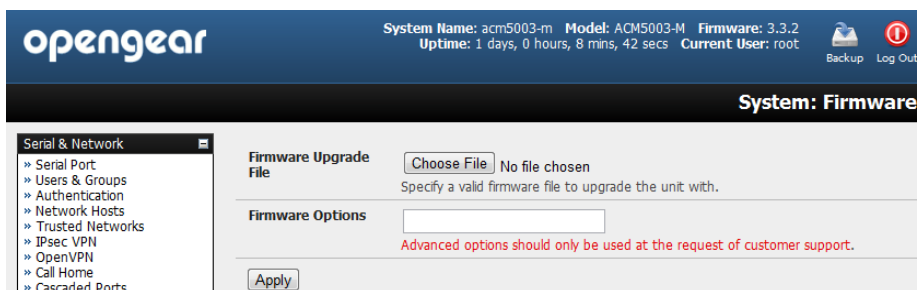 opengear
System Name: acm5003-m Model: ACM5003-M Firmware: 3.3.2
Uptime: 1 days, 0 hours, 8 mins, 42 secs Current User: root
Backup
Log Out
System: Firmware
Serial & Network
» Serial Port
» Users & Groups
» Authentication
» Network Hosts
» Trusted Networks
» IPsec VPN
» OpenVPN
» Call Home
» Cascaded Ports
Firmware Upgrade
File
Choose File No file chosen
Specify a valid firmware file to upgrade the unit with.
Firmware Options
Advanced options should only be used at the request of customer support.
Apply